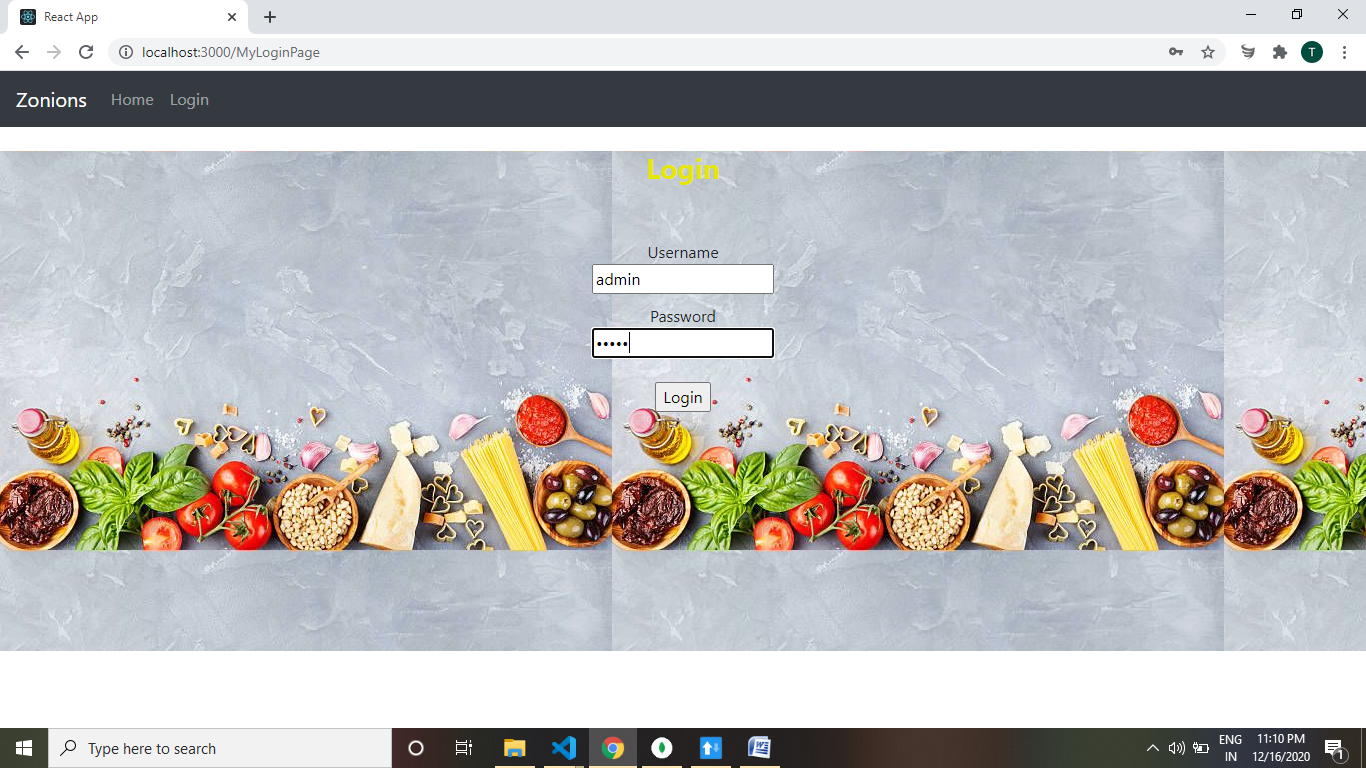 React App
localhost:3000/MyLoginPage
T
Zonions Home Login
Login
Username
admin
Password
•••••
Login
Type here to search
W
ENG
IN
11:10 PM
12/16/2020
1